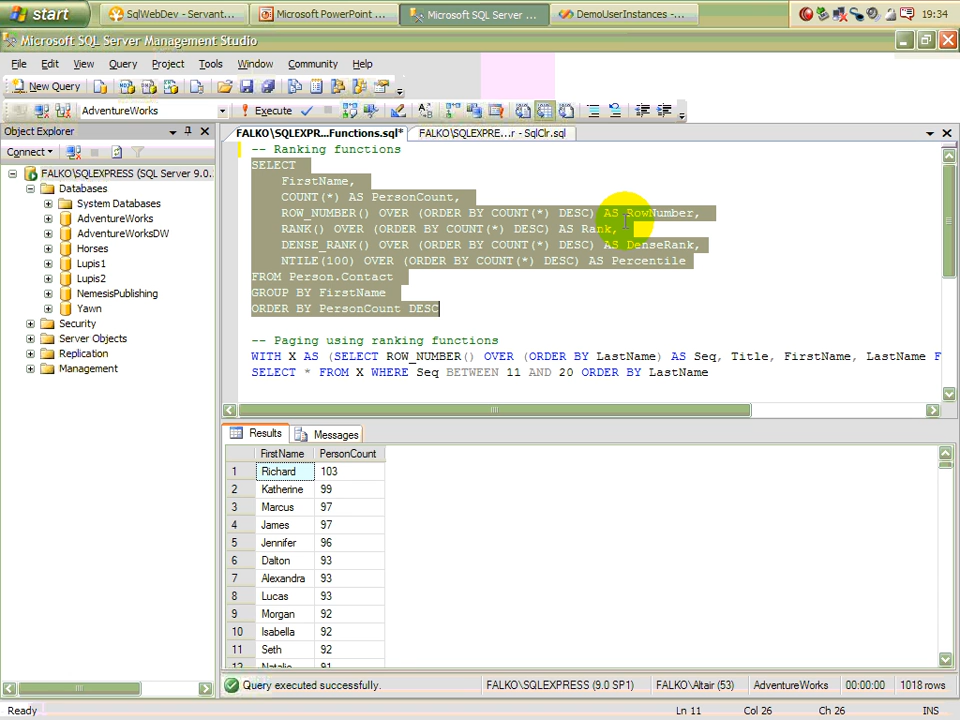 start
SqlWebDev - Servant...
Microsoft PowerPoint ...
Microsoft SQL Server ...
DemoUserInstances - ...
19:34
Microsoft SQL Server Management Studio
File Edit View Query Project Tools Window Community Help
New Query
AdventureWorks
Execute
Object Explorer
FALKO\SQLEXPR...Functions.sql*
FALKO\SQLEXPRE...r - SqlClr.sql
Connect
FALKO\SQLEXPRESS (SQL Server 9.0.
Databases
System Databases
AdventureWorks
AdventureWorksDW
Horses
Lupis1
Lupis2
NemesisPublishing
Yawn
Security
Server Objects
Replication
Management
-- Ranking functions
SELECT
FirstName,
COUNT(*) AS PersonCount,
ROW_NUMBER() OVER (ORDER BY COUNT(*) DESC) AS RowNumber,
RANK() OVER (ORDER BY COUNT(*) DESC) AS Rank,
DENSE_RANK() OVER (ORDER BY COUNT(*) DESC) AS DenseRank,
NTILE(100) OVER (ORDER BY COUNT(*) DESC) AS Percentile
FROM Person.Contact
GROUP BY FirstName
ORDER BY PersonCount DESC
-- Paging using ranking functions
WITH X AS (SELECT ROW_NUMBER() OVER (ORDER BY LastName) AS Seq, Title, FirstName, LastName F
SELECT * FROM X WHERE Seq BETWEEN 11 AND 20 ORDER BY LastName
Results
Messages
FirstName PersonCount
1 Richard 103
2 Katherine 99
3 Marcus 97
4 James 97
5 Jennifer 96
6 Dalton 93
7 Alexandra 93
8 Lucas 93
9 Morgan 92
10 Isabella 92
11 Seth 92
12 Natalie 91
Query executed successfully.
FALKO\SQLEXPRESS (9.0 SP1)
FALKO\Altair (53)
AdventureWorks
00:00:00
1018 rows
Ready
Ln 11
Col 26
Ch 26
INS